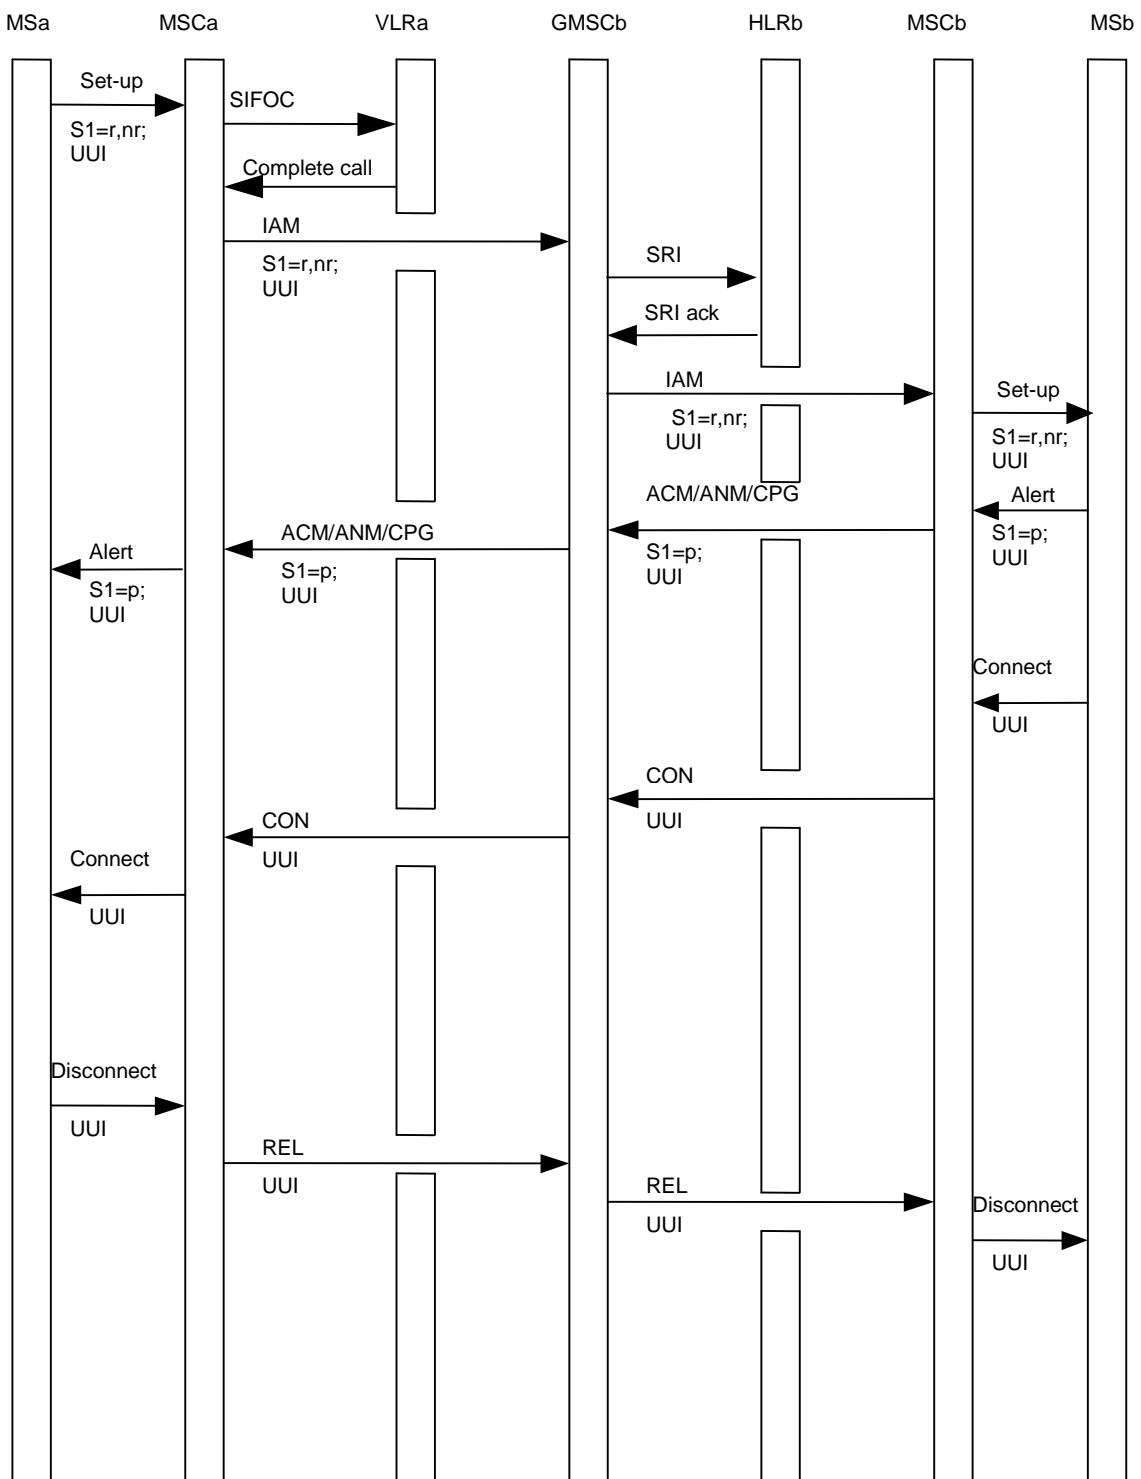 MSa MSCa VLRa GMSCb HLRb MSCb MSb
Set-up
S1=r,nr;
UUI
SIFOC
Complete call
IAM
S1=r,nr;
UUI
SRI
SRI ack
IAM
S1=r,nr;
UUI
Set-up
S1=r,nr;
UUI
Alert
S1=p;
UUI
ACM/ANM/CPG
S1=p;
UUI
ACM/ANM/CPG
S1=p;
UUI
Alert
S1=p;
UUI
Connect
UUI
CON
UUI
CON
UUI
Connect
UUI
Disconnect
UUI
REL
UUI
REL
UUI
Disconnect
UUI